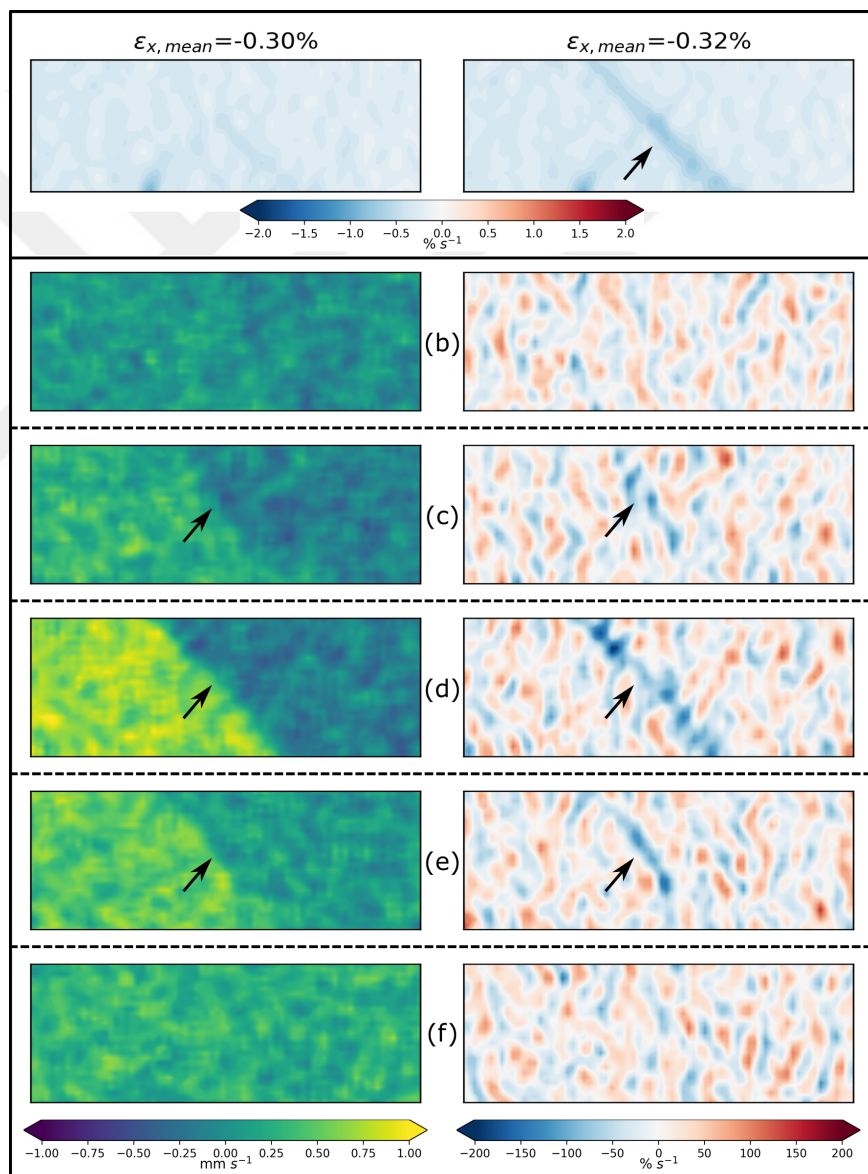 εx, mean=-0.30%
εx, mean=-0.32%
−2.0 −1.5 −1.0 −0.5 0.0 0.5 1.0 1.5 2.0
% s⁻¹
(b)
(c)
(d)
(e)
(f)
−1.00 −0.75 −0.50 −0.25 0.00 0.25 0.50 0.75 1.00
mm s⁻¹
−200 −150 −100 −50 0 50 100 150 200
% s⁻¹